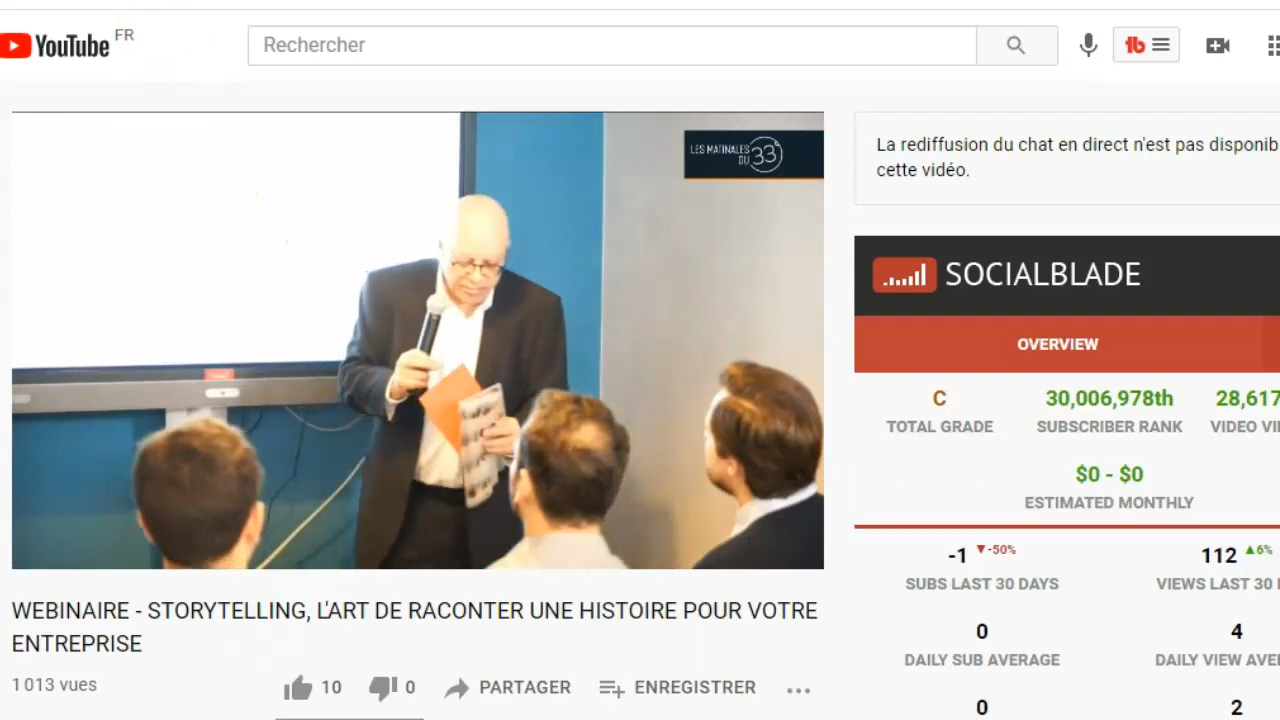 YouTube FR
Rechercher
LES MATINALES
DU 33
La rediffusion du chat en direct n'est pas disponib
cette vidéo.
SOCIALBLADE
OVERVIEW
C 30,006,978th 28,617
TOTAL GRADE SUBSCRIBER RANK VIDEO VI
$0 - $0
ESTIMATED MONTHLY
-1 ▼-50% 112 ▲6%
SUBS LAST 30 DAYS VIEWS LAST 30
0 4
DAILY SUB AVERAGE DAILY VIEW AVE
0 2
WEBINAIRE - STORYTELLING, L'ART DE RACONTER UNE HISTOIRE POUR VOTRE
ENTREPRISE
1 013 vues 10 0 PARTAGER ENREGISTRER